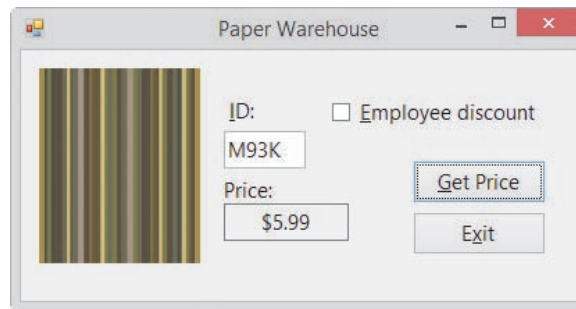 Paper Warehouse
ID:
Employee discount
M93K
Price:
$5.99
Get Price
Exit